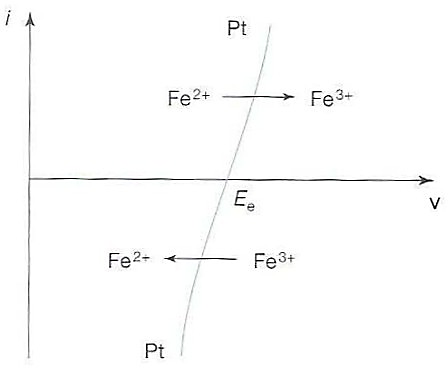 i
Pt
Fe²⁺ → Fe³⁺
Eₑ
v
Fe²⁺ ← Fe³⁺
Pt